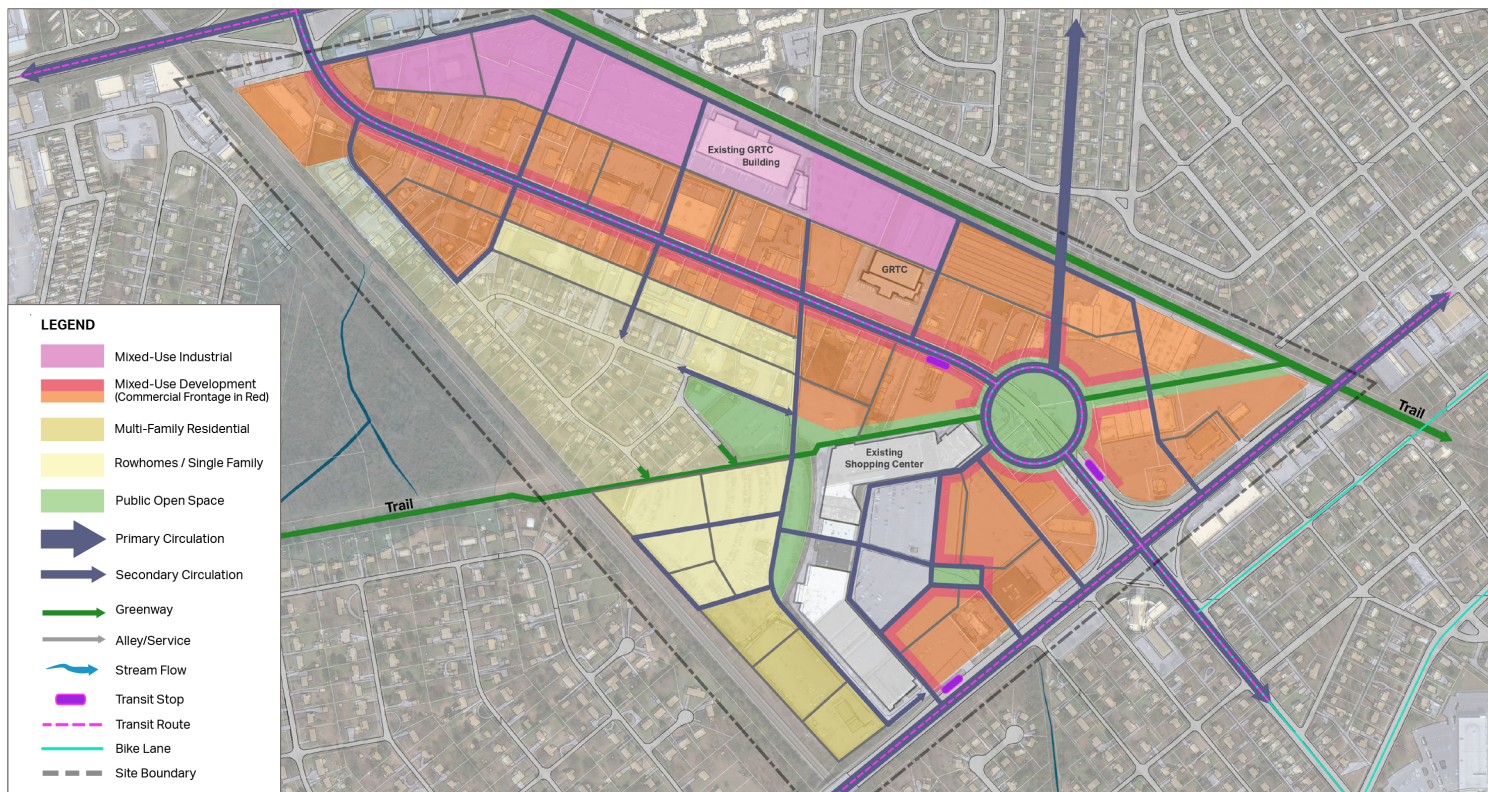 Existing GRTC
Building
GRTC
Existing
Shopping Center
Trail
Trail
LEGEND
Mixed-Use Industrial
Mixed-Use Development
(Commercial Frontage in Red)
Multi-Family Residential
Rowhomes / Single Family
Public Open Space
Primary Circulation
Secondary Circulation
Greenway
Alley/Service
Stream Flow
Transit Stop
Transit Route
Bike Lane
Site Boundary